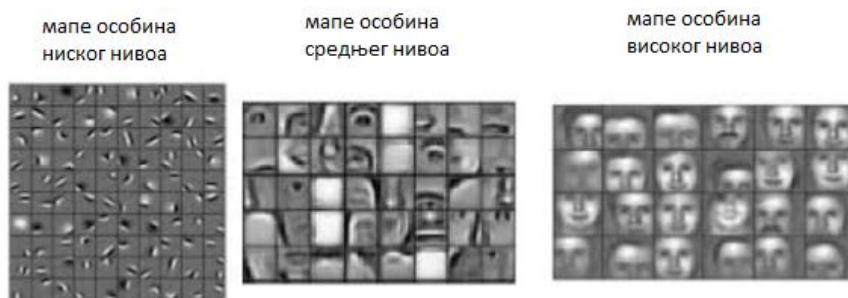 мапе особина
ниског нивоа
мапе особина
средњег нивоа
мапе особина
високог нивоа